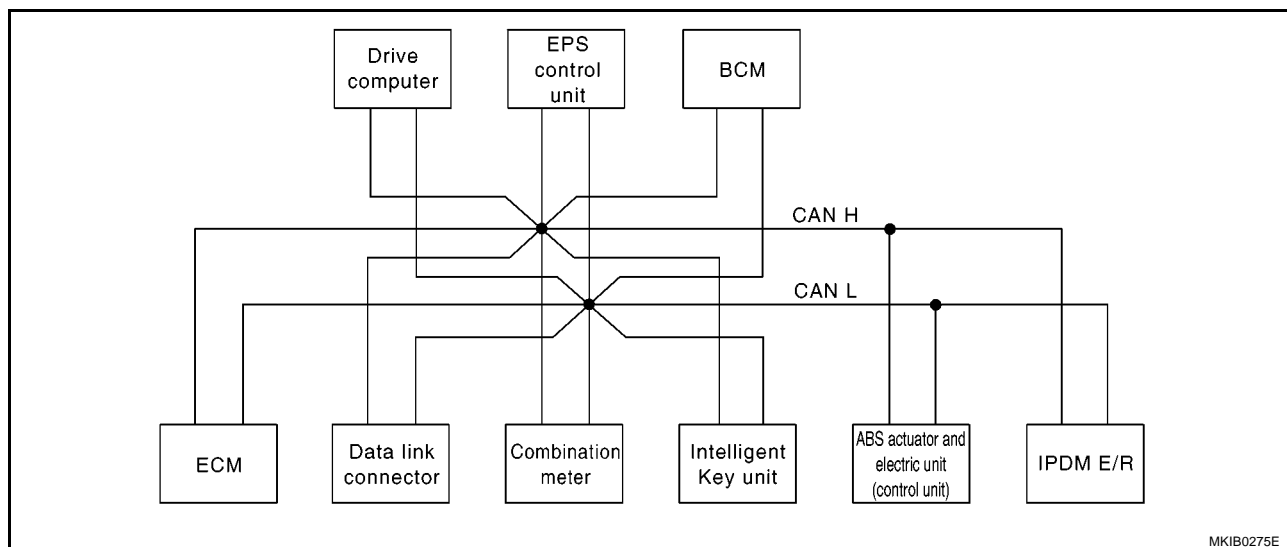 Drive
computer
EPS
control
unit
BCM
CAN H
CAN L
ECM
Data link
connector
Combination
meter
Intelligent
Key unit
ABS actuator and
electric unit
(control unit)
IPDM E/R
MKIB0275E